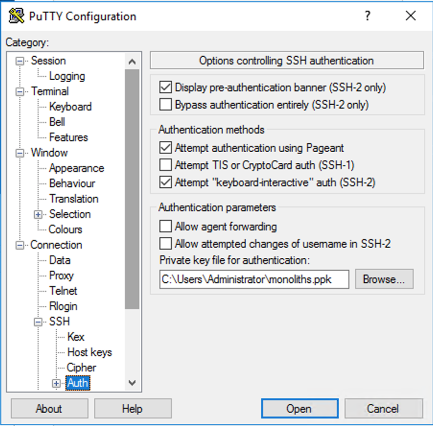 PuTTY Configuration
?
Category:
Session
Logging
Terminal
Keyboard
Bell
Features
Window
Appearance
Behaviour
Translation
Selection
Colours
Connection
Data
Proxy
Telnet
Rlogin
SSH
Kex
Host keys
Cipher
Auth
Options controlling SSH authentication
Display pre-authentication banner (SSH-2 only)
Bypass authentication entirely (SSH-2 only)
Authentication methods
Attempt authentication using Pageant
Attempt TIS or CryptoCard auth (SSH-1)
Attempt "keyboard-interactive" auth (SSH-2)
Authentication parameters
Allow agent forwarding
Allow attempted changes of username in SSH-2
Private key file for authentication:
C:\Users\Administrator\monoliths.ppk Browse...
About Help Open Cancel